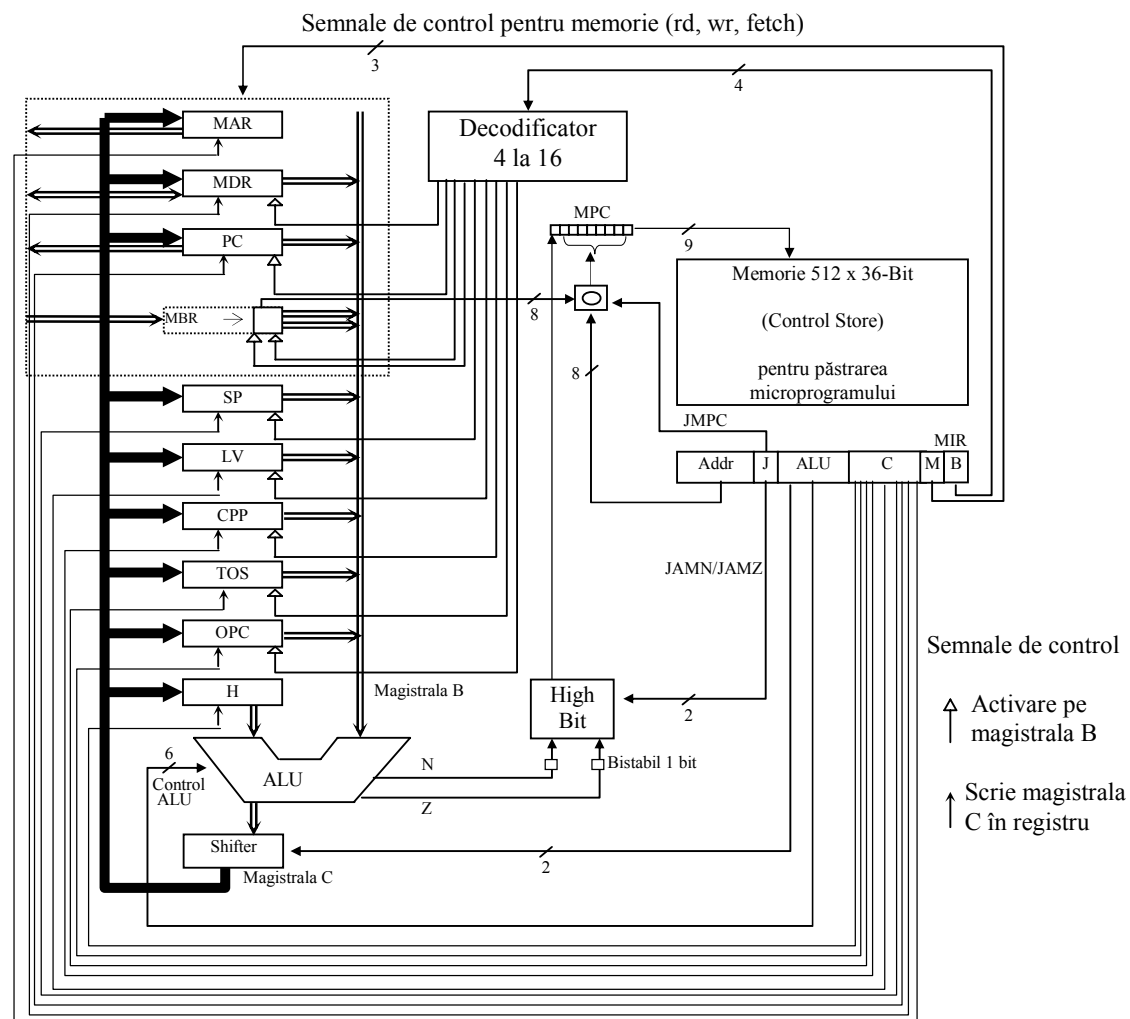 Semnale de control pentru memorie (rd, wr, fetch)
3
4
MAR
Decodificator
4 la 16
MDR
MPC
PC
9
Memorie 512 x 36-Bit
(Control Store)
pentru păstrarea
microprogramului
MBR
8
8
SP
JMPC
MIR
LV
Addr
J
ALU
C
M
B
CPP
JAMN/JAMZ
TOS
OPC
Semnale de control
H
Magistrala B
High
Bit
2
Activare pe
magistrala B
6
Control
ALU
ALU
N
Bistabil 1 bit
Z
Scrie magistrala
C în registru
Shifter
2
Magistrala C